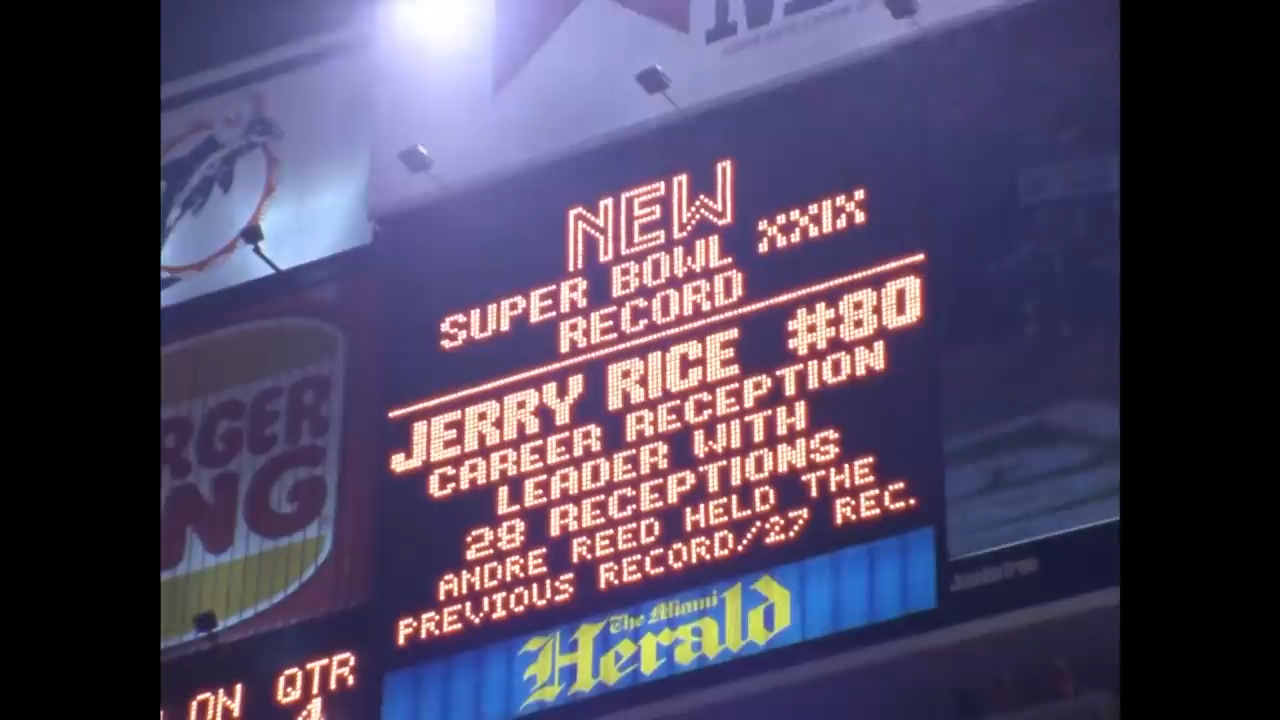 NEW
SUPER BOWL XXIX
RECORD
JERRY RICE #80
CAREER RECEPTION
LEADER WITH
28 RECEPTIONS
ANDRE REED HELD THE
PREVIOUS RECORD/27 REC.
The Miami
Herald
RGER
NG
ON QTR
4